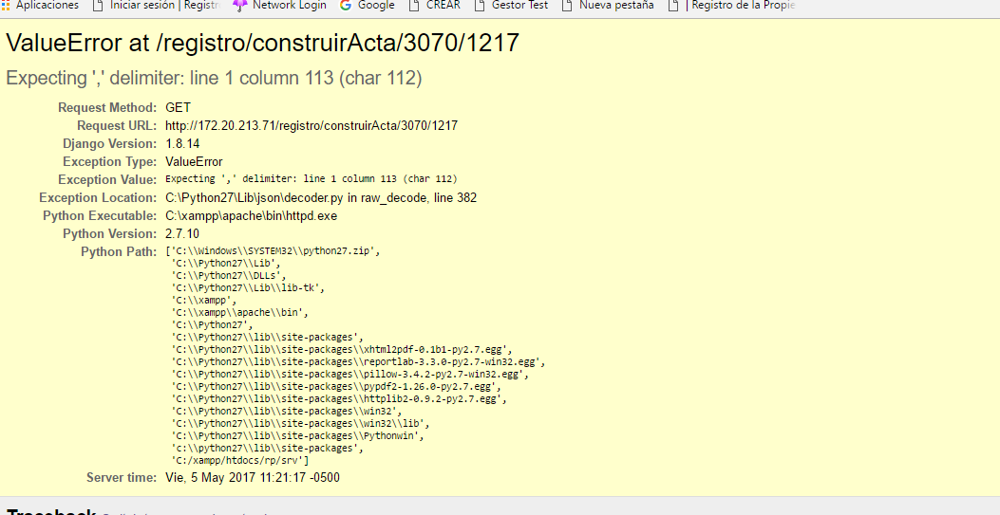 Aplicaciones Iniciar sesión | Registr Network Login Google CREAR Gestor Test Nueva pestaña | Registro de la Propie
ValueError at /registro/construirActa/3070/1217
Expecting ',' delimiter: line 1 column 113 (char 112)
Request Method: GET
Request URL: http://172.20.213.71/registro/construirActa/3070/1217
Django Version: 1.8.14
Exception Type: ValueError
Exception Value: Expecting ',' delimiter: line 1 column 113 (char 112)
Exception Location: C:\Python27\Lib\json\decoder.py in raw_decode, line 382
Python Executable: C:\xampp\apache\bin\httpd.exe
Python Version: 2.7.10
Python Path: ['C:\\Windows\\SYSTEM32\\python27.zip',
'C:\\Python27\\Lib',
'C:\\Python27\\DLLs',
'C:\\Python27\\Lib\\lib-tk',
'C:\\xampp',
'C:\\xampp\\apache\\bin',
'C:\\Python27',
'C:\\Python27\\lib\\site-packages',
'C:\\Python27\\lib\\site-packages\\xhtml2pdf-0.1b1-py2.7.egg',
'C:\\Python27\\lib\\site-packages\\reportlab-3.3.0-py2.7-win32.egg',
'C:\\Python27\\lib\\site-packages\\pillow-3.4.2-py2.7-win32.egg',
'C:\\Python27\\lib\\site-packages\\pypdf2-1.26.0-py2.7.egg',
'C:\\Python27\\lib\\site-packages\\httplib2-0.9.2-py2.7.egg',
'C:\\Python27\\lib\\site-packages\\win32',
'C:\\Python27\\lib\\site-packages\\win32\\lib',
'C:\\Python27\\lib\\site-packages\\Pythonwin',
'C:\\Python27\\lib\\site-packages',
'C:/xampp/htdocs/rp/srv']
Server time: Vie, 5 May 2017 11:21:17 -0500
Traceback